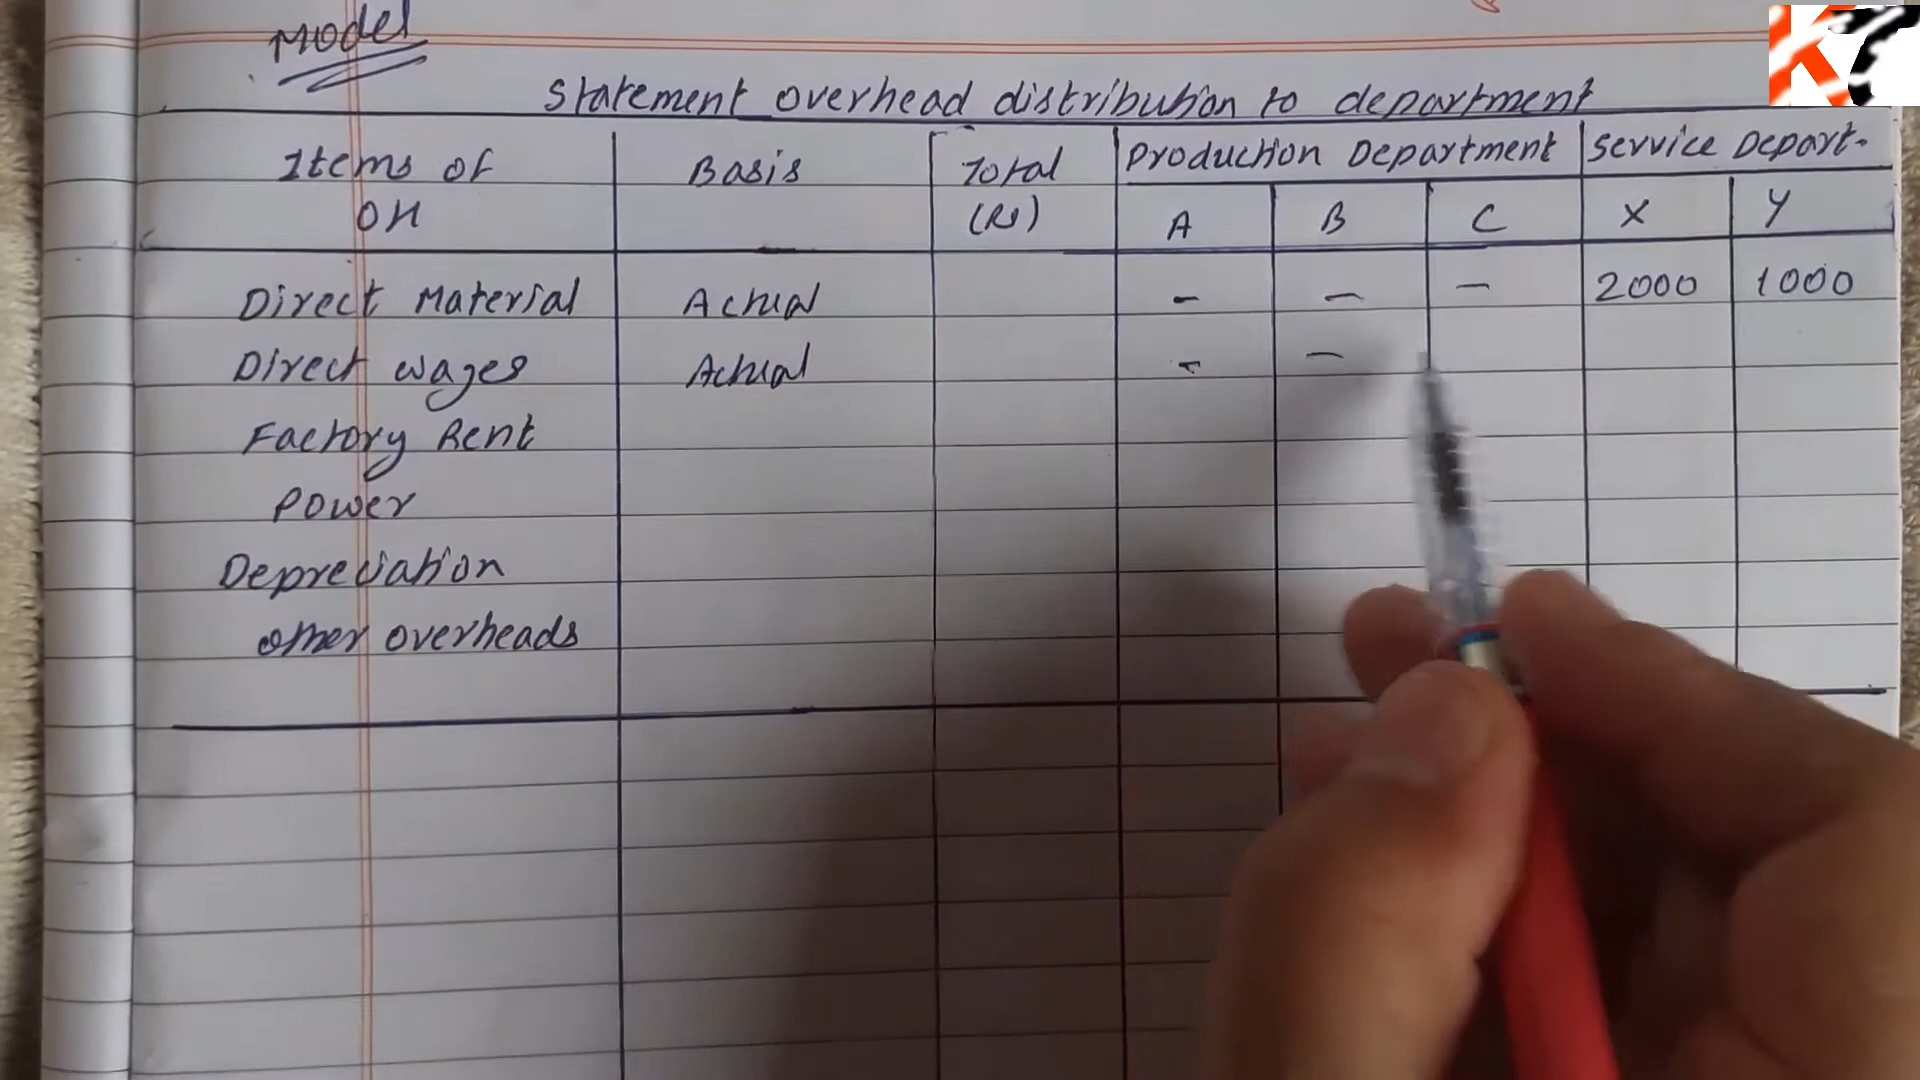 Model
Statement overhead distribution to department
Items of OH Basis Total (Rs) Production Department Service Depart.
A B C X Y
Direct Material Actual - - - 2000 1000
Direct wages Actual - -
Factory Rent
Power
Depreciation
other overheads